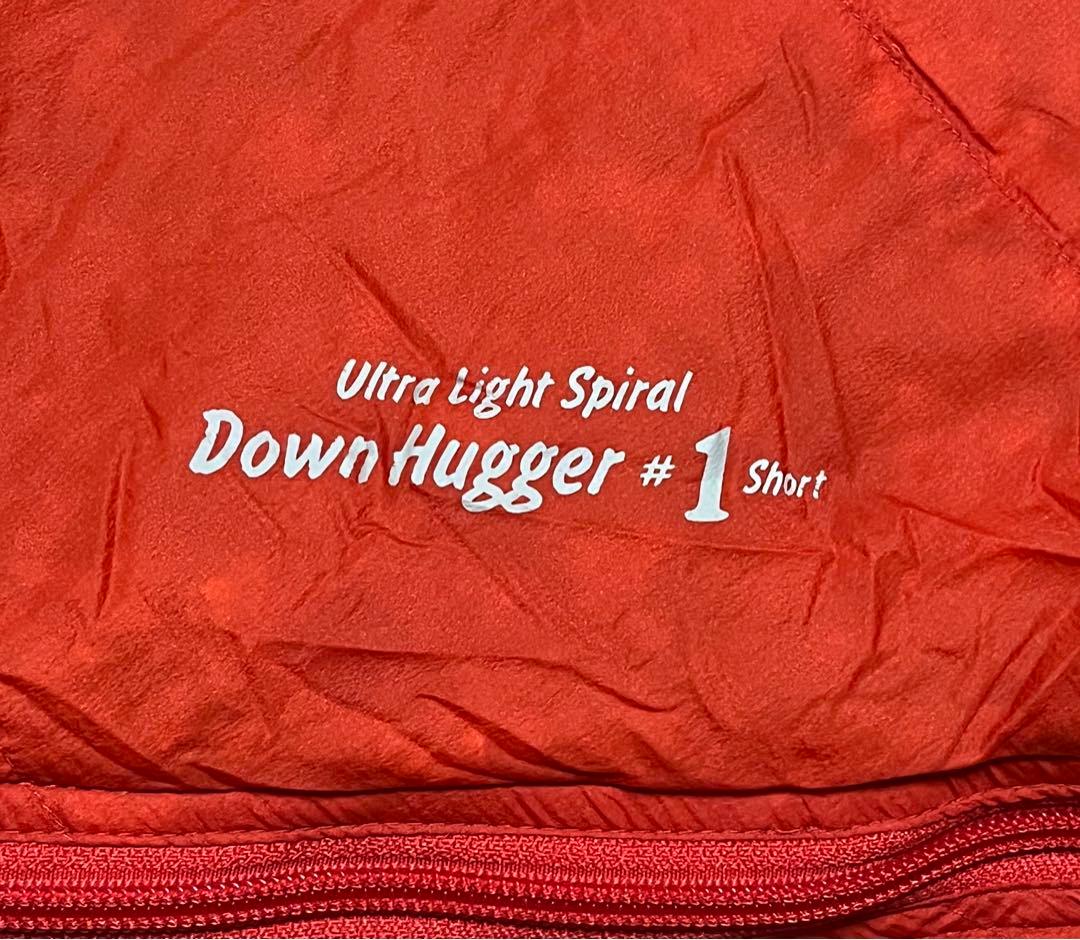 Ultra Light Spiral
Down Hugger #1 Short